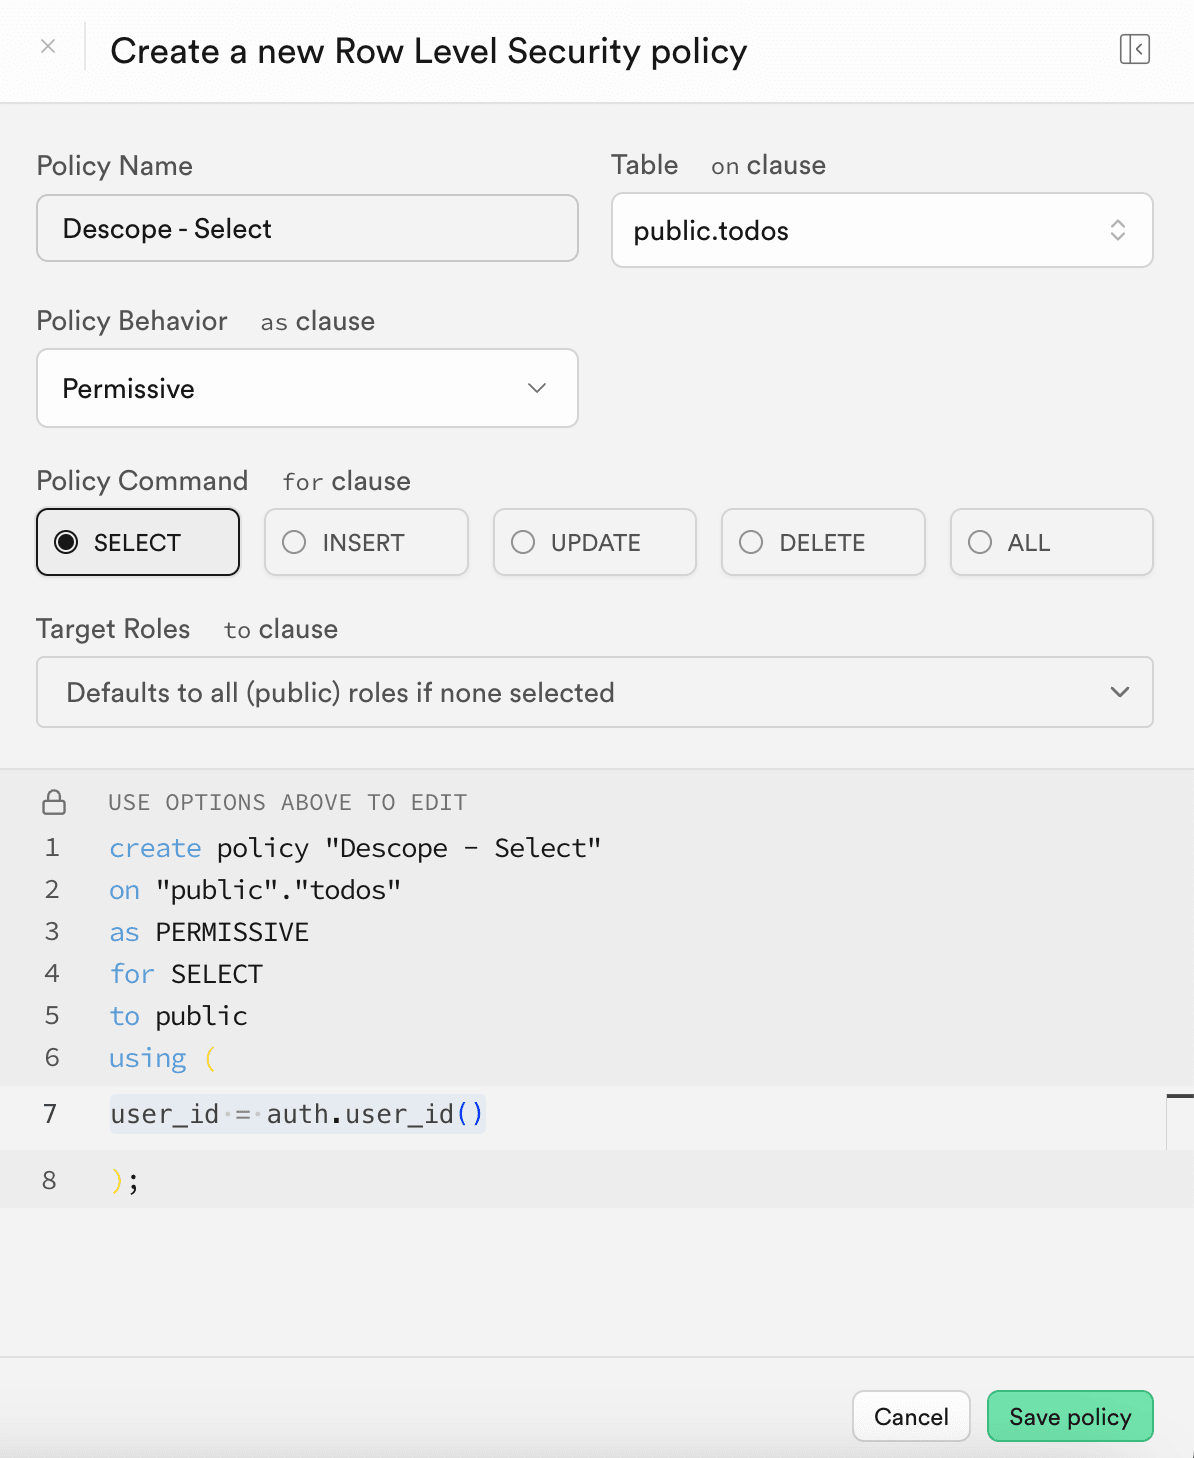 Create a new Row Level Security policy
Policy Name
Table on clause
Descope - Select
public.todos
Policy Behavior as clause
Permissive
Policy Command for clause
SELECT
INSERT
UPDATE
DELETE
ALL
Target Roles to clause
Defaults to all (public) roles if none selected
USE OPTIONS ABOVE TO EDIT
1 create policy "Descope - Select"
2 on "public"."todos"
3 as PERMISSIVE
4 for SELECT
5 to public
6 using (
7 user_id = auth.user_id()
8 );
Cancel
Save policy